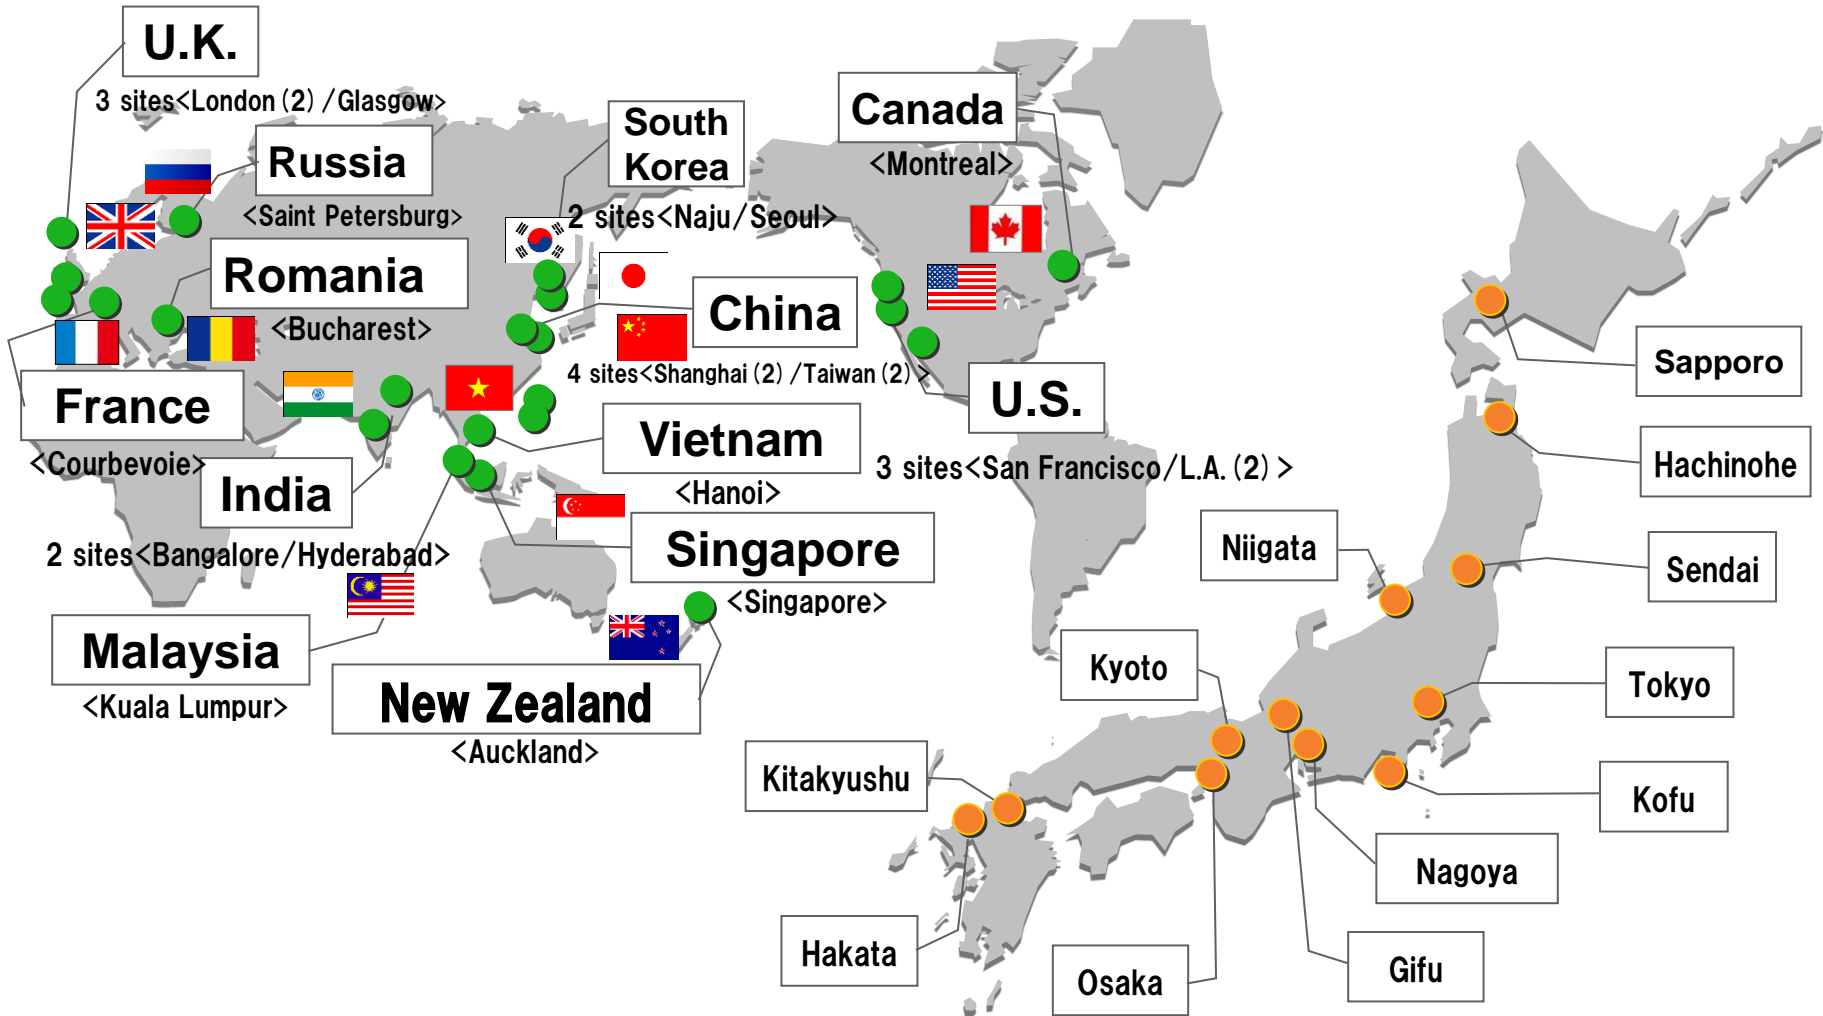 U.K.
3 sites<London(2)/Glasgow>
Russia
<Saint Petersburg>
South
Korea
2 sites<Naju/Seoul>
Canada
<Montreal>
Romania
<Bucharest>
China
4 sites<Shanghai(2)/Taiwan(2)>
France
<Courbevoie>
U.S.
3 sites<San Francisco/L.A.(2)>
Vietnam
<Hanoi>
India
2 sites<Bangalore/Hyderabad>
Singapore
<Singapore>
Malaysia
<Kuala Lumpur>
New Zealand
<Auckland>
Sapporo
Hachinohe
Niigata
Sendai
Kyoto
Tokyo
Kitakyushu
Kofu
Nagoya
Hakata
Gifu
Osaka